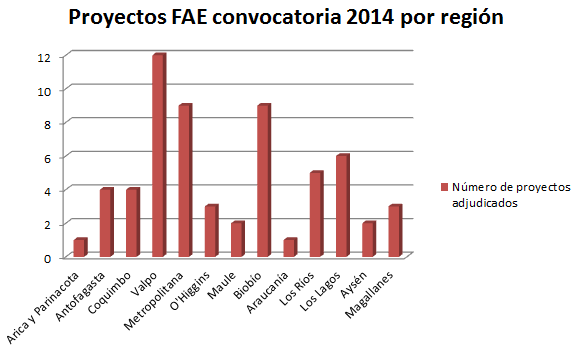 Proyectos FAE convocatoria 2014 por región
12
10
8
6
4
2
0
Arica y Parinacota
Antofagasta
Coquimbo
Valpo
Metropolitana
O'Higgins
Maule
Biobío
Araucanía
Los Ríos
Los Lagos
Aysén
Magallanes
Número de proyectos
adjudicados